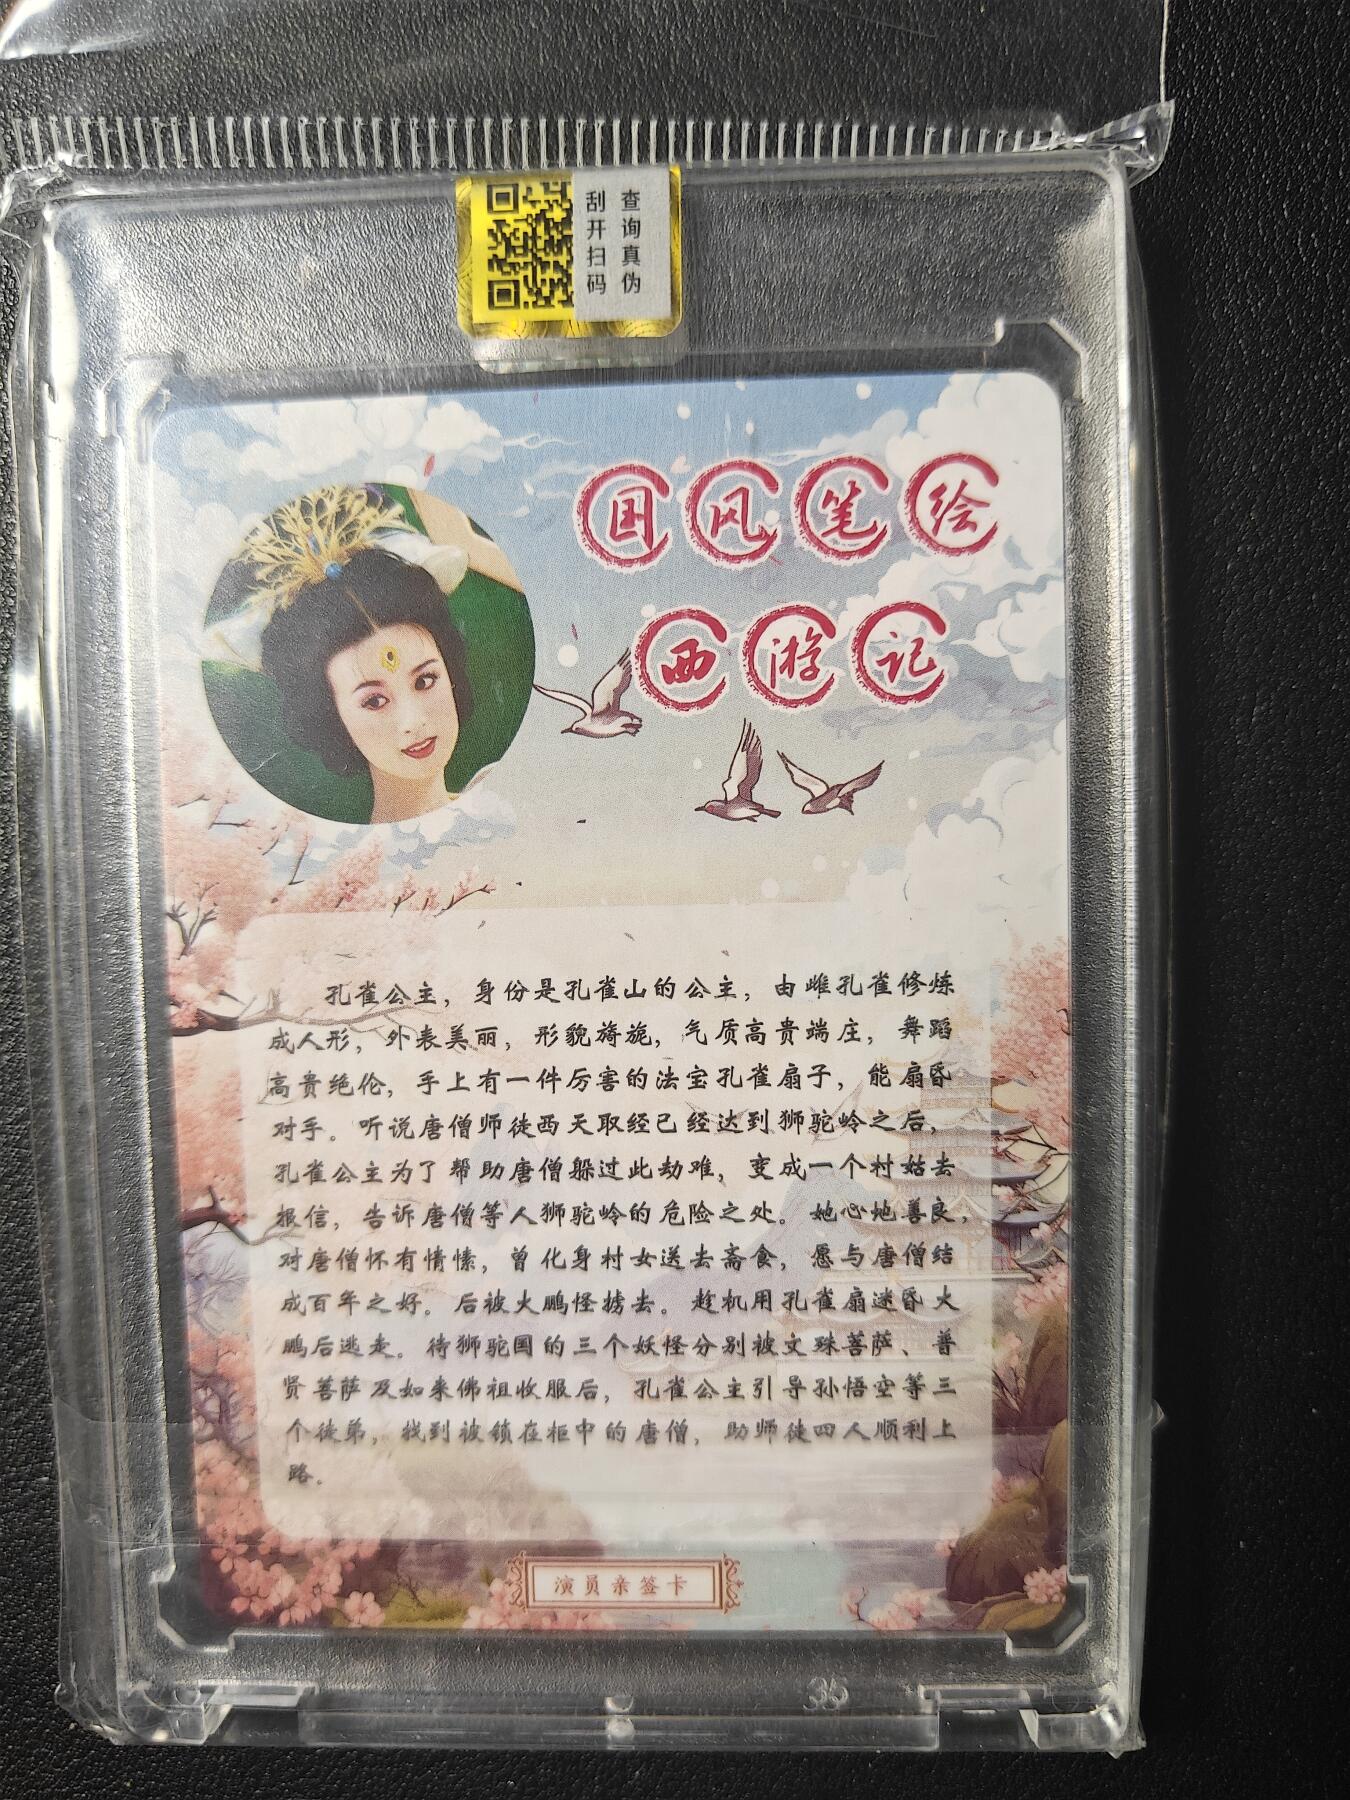 查询真伪
刮开扫码
国风笔绘
西游记
孔雀公主，身份是孔雀山的公主，由雌孔雀修炼
成人形，外表美丽，形貌旖旎，气质高贵端庄，舞蹈
高贵绝伦，手上有一件厉害的法宝孔雀扇子，能扇昏
对手。听说唐僧师徒西天取经已经达到狮驼岭之后，
孔雀公主为了帮助唐僧躲过此劫难，变成一个村姑去
报信，告诉唐僧等人狮驼岭的危险之处。她心地善良，
对唐僧怀有情愫，曾化身村女送去斋食，愿与唐僧结
成百年之好。后被大鹏怪掳去。趁机用孔雀扇迷昏大
鹏后逃走。待狮驼国的三个妖怪分别被文殊菩萨、普
贤菩萨及如来佛祖收服后，孔雀公主引导孙悟空等三
个徒弟，找到被锁在柜中的唐僧，助师徒四人顺利上
路。
演员亲签卡
35